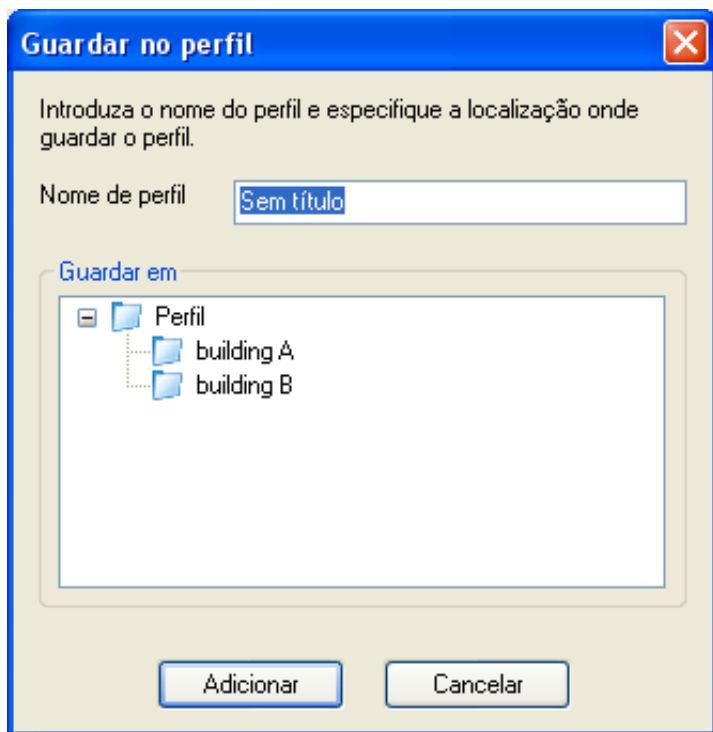 Guardar no perfil
Introduza o nome do perfil e especifique a localização onde
guardar o perfil.
Nome de perfil
Sem título
Guardar em
Perfil
building A
building B
Adicionar
Cancelar